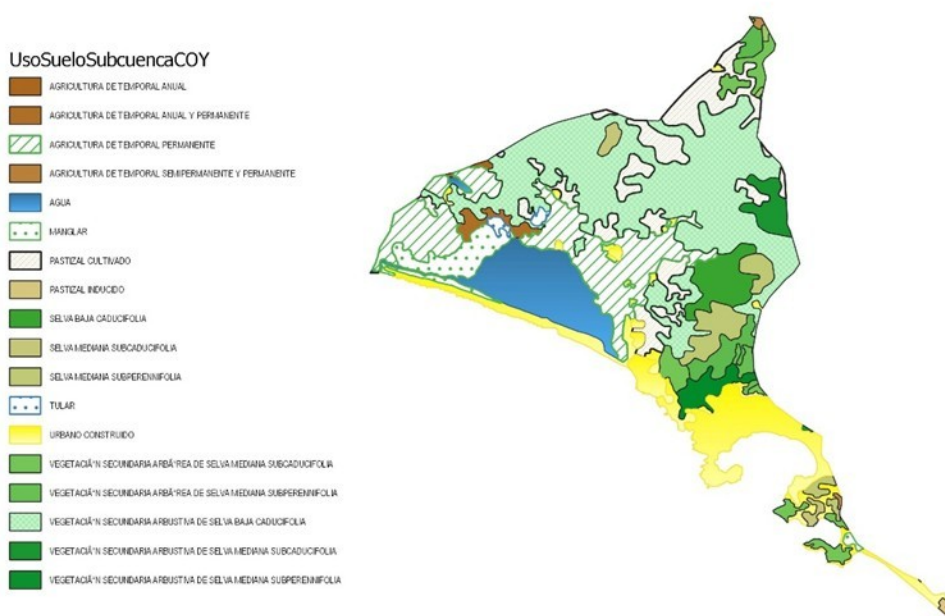 UsoSueloSubcuencaCOY
AGRICULTURA DE TEMPORAL ANUAL
AGRICULTURA DE TEMPORAL ANUAL Y PERMANENTE
AGRICULTURA DE TEMPORAL PERMANENTE
AGRICULTURA DE TEMPORAL SEMIPERMANENTE Y PERMANENTE
AGUA
MANGLAR
PASTIZAL CULTIVADO
PASTIZAL INDUCIDO
SELVA BAJA CADUCIFOLIA
SELVA MEDIANA SUBCADUCIFOLIA
SELVA MEDIANA SUBPERENNIFOLIA
TULAR
URBANO CONSTRUIDO
VEGETACIÃ“N SECUNDARIA ARBÃ“REA DE SELVA MEDIANA SUBCADUCIFOLIA
VEGETACIÃ“N SECUNDARIA ARBÃ“REA DE SELVA MEDIANA SUBPERENNIFOLIA
VEGETACIÃ“N SECUNDARIA ARBUSTIVA DE SELVA BAJA CADUCIFOLIA
VEGETACIÃ“N SECUNDARIA ARBUSTIVA DE SELVA MEDIANA SUBCADUCIFOLIA
VEGETACIÃ“N SECUNDARIA ARBUSTIVA DE SELVA MEDIANA SUBPERENNIFOLIA